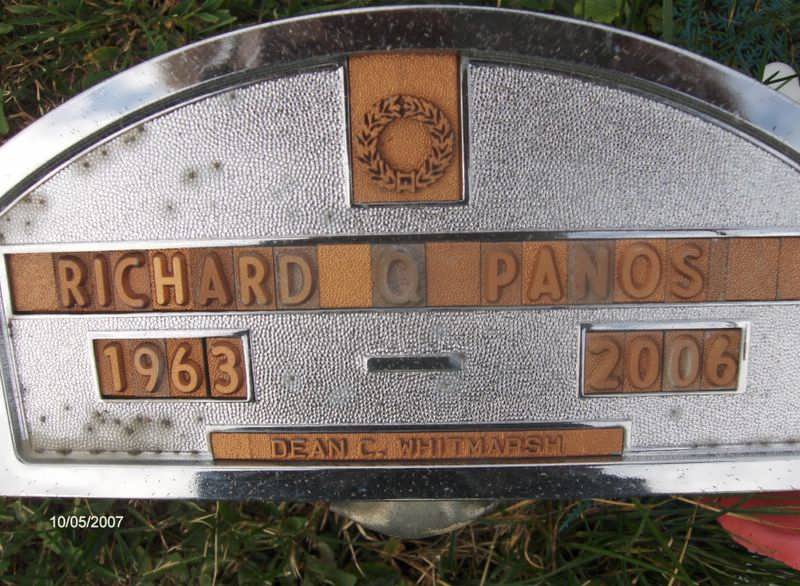 RICHARD Q PANOS
1963 - 2006
DEAN C. WHITMARSH
10/05/2007